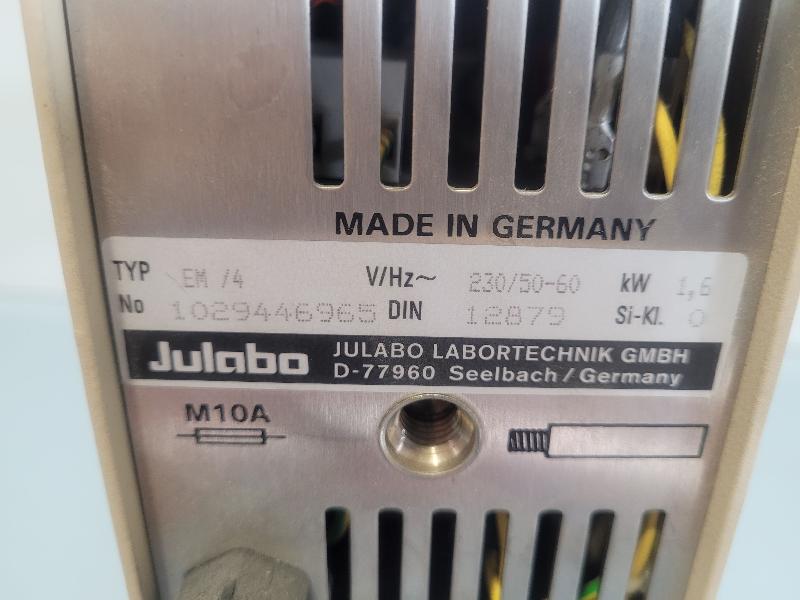 MADE IN GERMANY
TYP EM /4 V/Hz~ 230/50-60 kW 1,6
No 1029446965 DIN 12879 Si-Kl. 0
Julabo JULABO LABORTECHNIK GMBH
D-77960 Seelbach/Germany
M10A